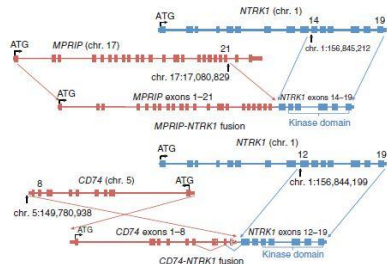 NTRK1 (chr. 1)
ATG
14
19
MPRIP (chr. 17)
ATG
21
chr. 1:156,845,212
chr. 17:17,080,829
ATG
MPRIP exons 1–21
NTRK1 exons 14–19
Kinase domain
MPRIP-NTRK1 fusion
NTRK1 (chr. 1)
ATG
12
19
8
CD74 (chr. 5)
ATG
chr. 1:156,844,199
chr. 5:149,780,938
ATG
CD74 exons 1–8
NTRK1 exons 12–19
Kinase domain
CD74-NTRK1 fusion